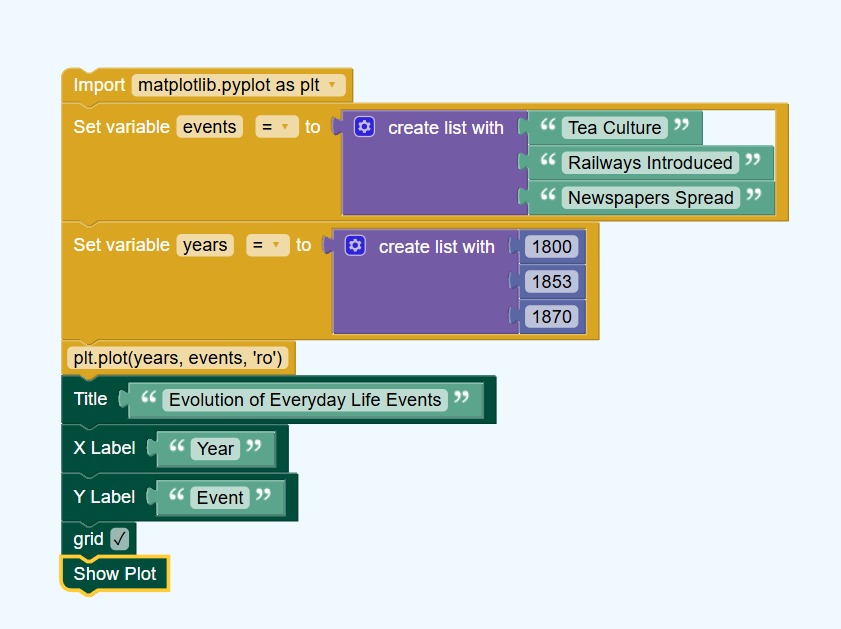 Import matplotlib.pyplot as plt
Set variable events = to create list with “ Tea Culture ”
“ Railways Introduced ”
“ Newspapers Spread ”
Set variable years = to create list with 1800
1853
1870
plt.plot(years, events, 'ro')
Title “ Evolution of Everyday Life Events ”
X Label “ Year ”
Y Label “ Event ”
grid ✓
Show Plot